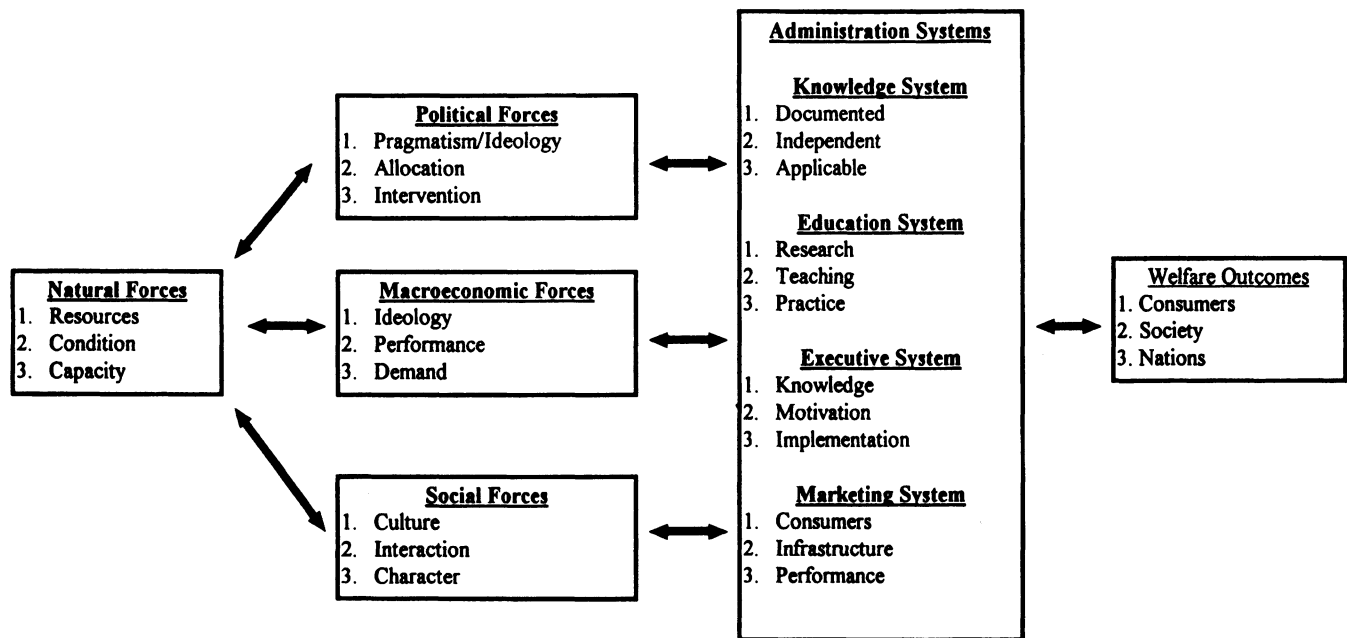 Natural Forces
1. Resources
2. Condition
3. Capacity
Political Forces
1. Pragmatism/Ideology
2. Allocation
3. Intervention
Macroeconomic Forces
1. Ideology
2. Performance
3. Demand
Social Forces
1. Culture
2. Interaction
3. Character
Administration Systems
Knowledge System
1. Documented
2. Independent
3. Applicable
Education System
1. Research
2. Teaching
3. Practice
Executive System
1. Knowledge
2. Motivation
3. Implementation
Marketing System
1. Consumers
2. Infrastructure
3. Performance
Welfare Outcomes
1. Consumers
2. Society
3. Nations